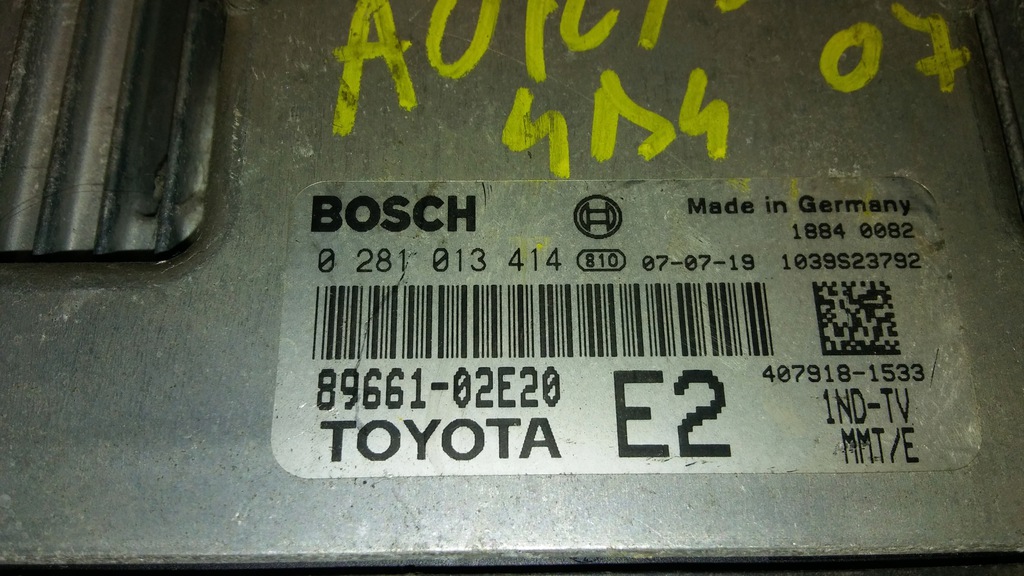 07
4D4
BOSCH
Made in Germany
1884 0082
0 281 013 414 810 07-07-19 1039S23792
89661-02E20
E2
407918-1533
TOYOTA
1ND-TV
MMT/E